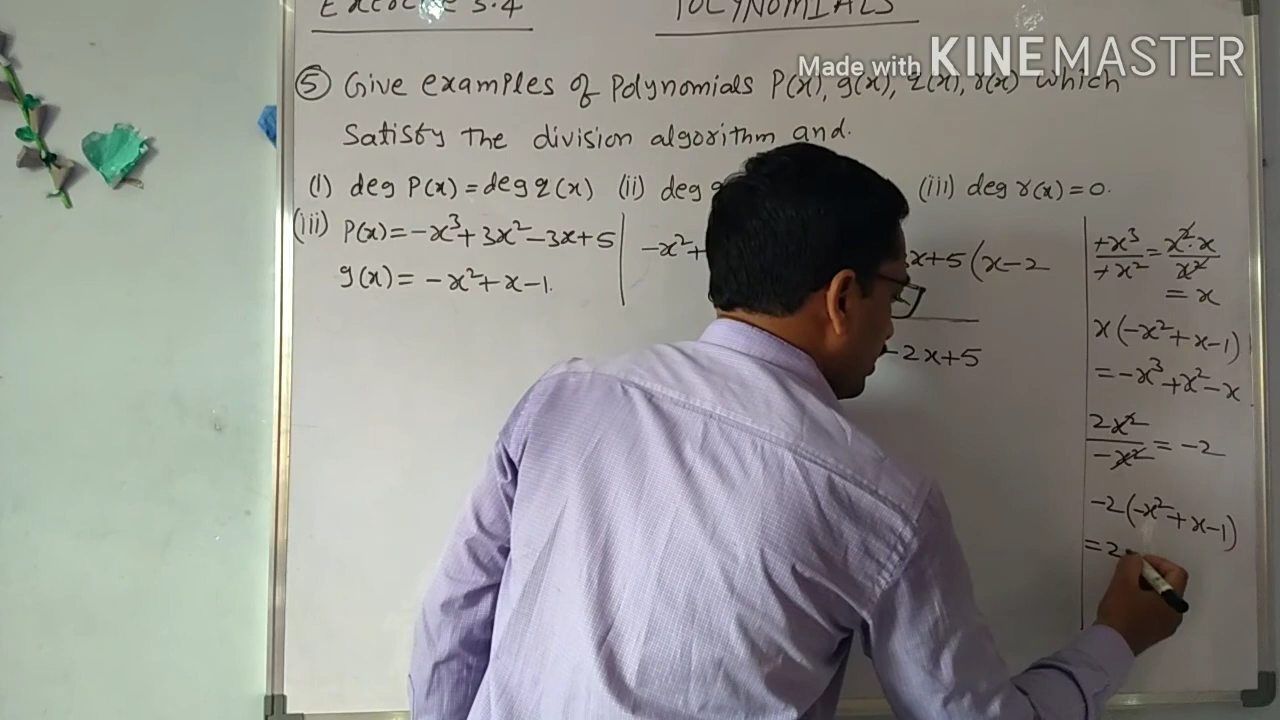 POLYNOMIALS
Made with KINEMASTER
⑤ Give examples of Polynomials P(x), g(x), q(x), r(x) which
Satisfy the division algorithm and.
(i) deg P(x) = deg q(x) (ii) deg (iii) deg r(x) = 0.
(iii) P(x) = -x³ + 3x² - 3x + 5
g(x) = -x² + x - 1.
-x² + x + 5 ( x - 2
- 2x + 5
+x³/+x² = x²·x/x²
= x
x(-x² + x - 1)
= -x³ + x² - x
2x²/-x² = -2
-2(-x² + x - 1)
= 2